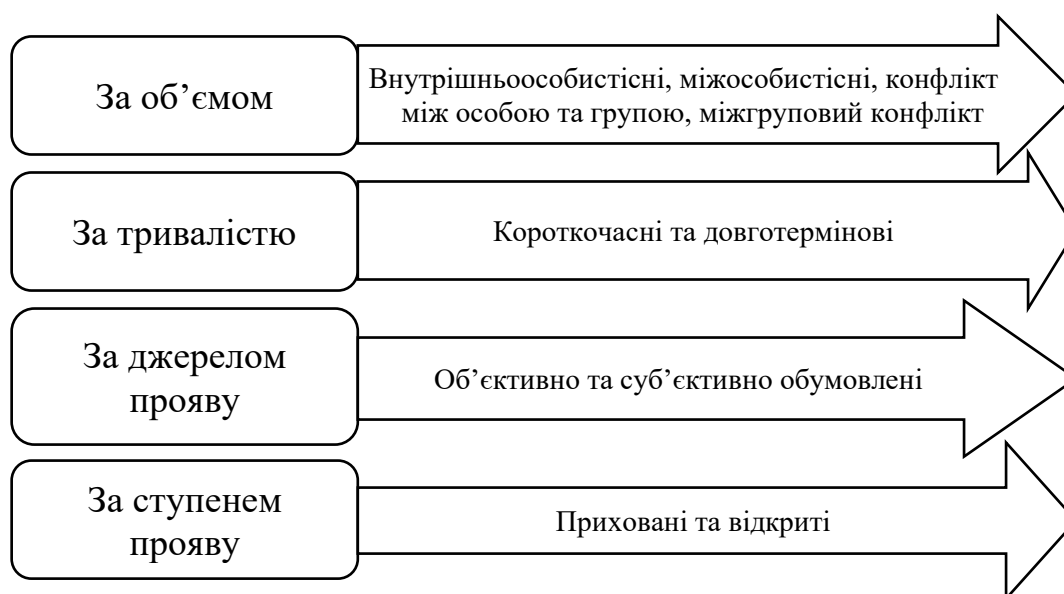 За об’ємом
Внутрішньоособистісні, міжособистісні, конфлікт
між особою та групою, міжгруповий конфлікт
За тривалістю
Короткочасні та довготермінові
За джерелом
прояву
Об’єктивно та суб’єктивно обумовлені
За ступенем
прояву
Приховані та відкриті